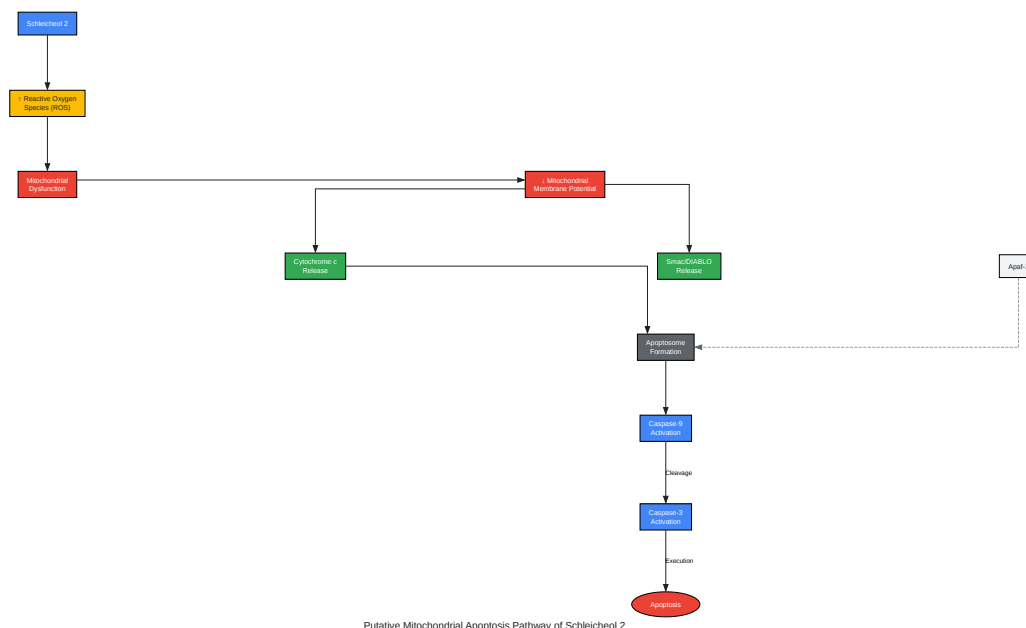 Schleicheol 2
↑ Reactive Oxygen
Species (ROS)
Mitochondrial
Dysfunction
↓ Mitochondrial
Membrane Potential
Cytochrome c
Release
Smac/DIABLO
Release
Apaf-
Apoptosome
Formation
Caspase-9
Activation
Cleavage
Caspase-3
Activation
Execution
Apoptosis
Putative Mitochondrial Apoptosis Pathway of Schleicheol 2